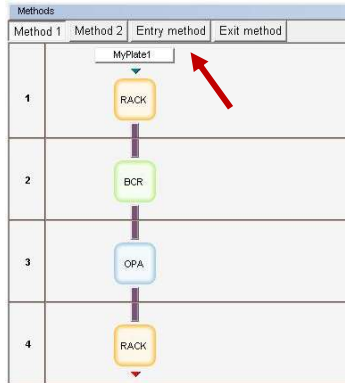 Methods
Method 1 Method 2 Entry method Exit method
MyPlate1
1 RACK
2 BCR
3 OPA
4 RACK